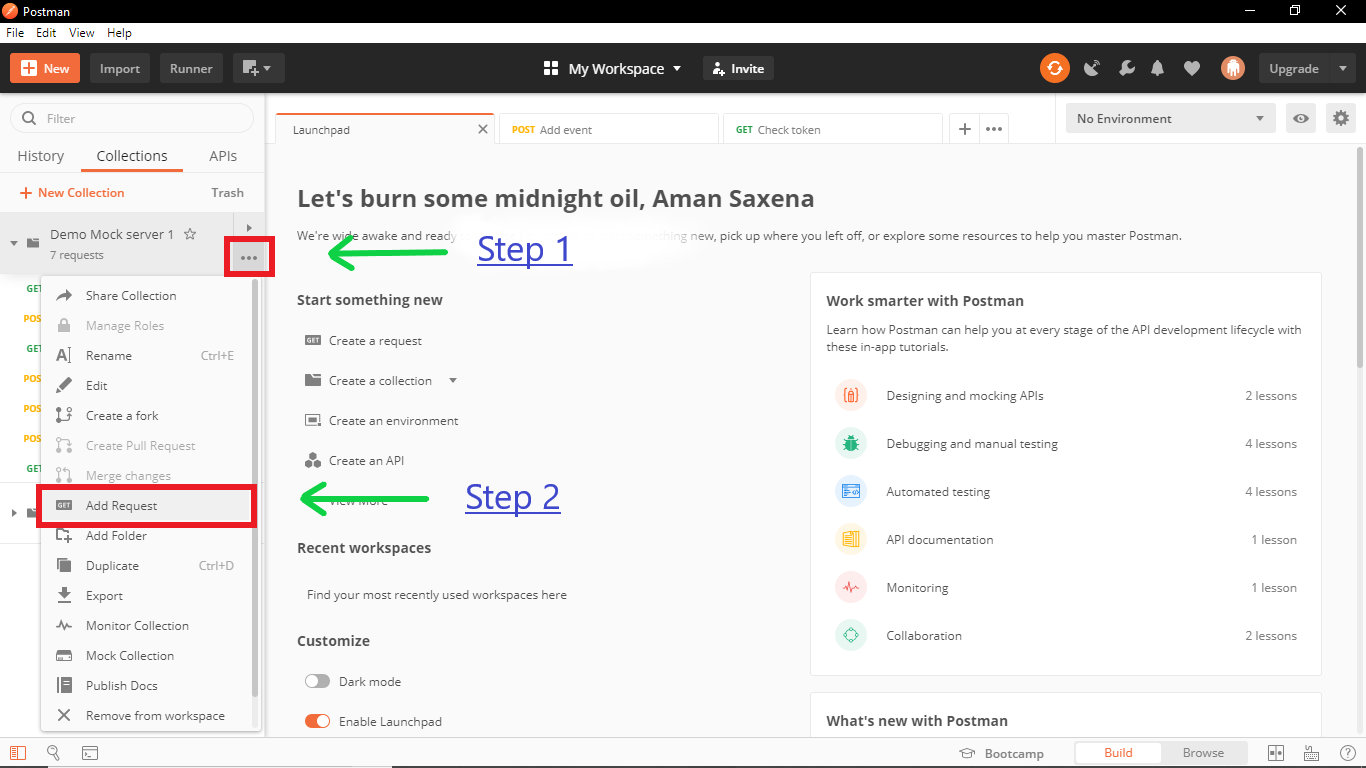 Postman
File Edit View Help
New Import Runner My Workspace Invite Upgrade
Filter
History Collections APIs
New Collection Trash
Demo Mock server 1
7 requests
GET
POS
GET
POS
POS
POS
GET
Share Collection
Manage Roles
Rename Ctrl+E
Edit
Create a fork
Create Pull Request
Merge changes
GET Add Request
Add Folder
Duplicate Ctrl+D
Export
Monitor Collection
Mock Collection
Publish Docs
Remove from workspace
Launchpad POST Add event GET Check token
No Environment
Let's burn some midnight oil, Aman Saxena
We're wide awake and ready something new, pick up where you left off, or explore some resources to help you master Postman.
Step 1
Start something new
GET Create a request
Create a collection
Create an environment
Create an API
View More
Step 2
Recent workspaces
Find your most recently used workspaces here
Customize
Dark mode
Enable Launchpad
Work smarter with Postman
Learn how Postman can help you at every stage of the API development lifecycle with
these in-app tutorials.
Designing and mocking APIs 2 lessons
Debugging and manual testing 4 lessons
Automated testing 4 lessons
API documentation 1 lesson
Monitoring 1 lesson
Collaboration 2 lessons
What's new with Postman
Bootcamp Build Browse